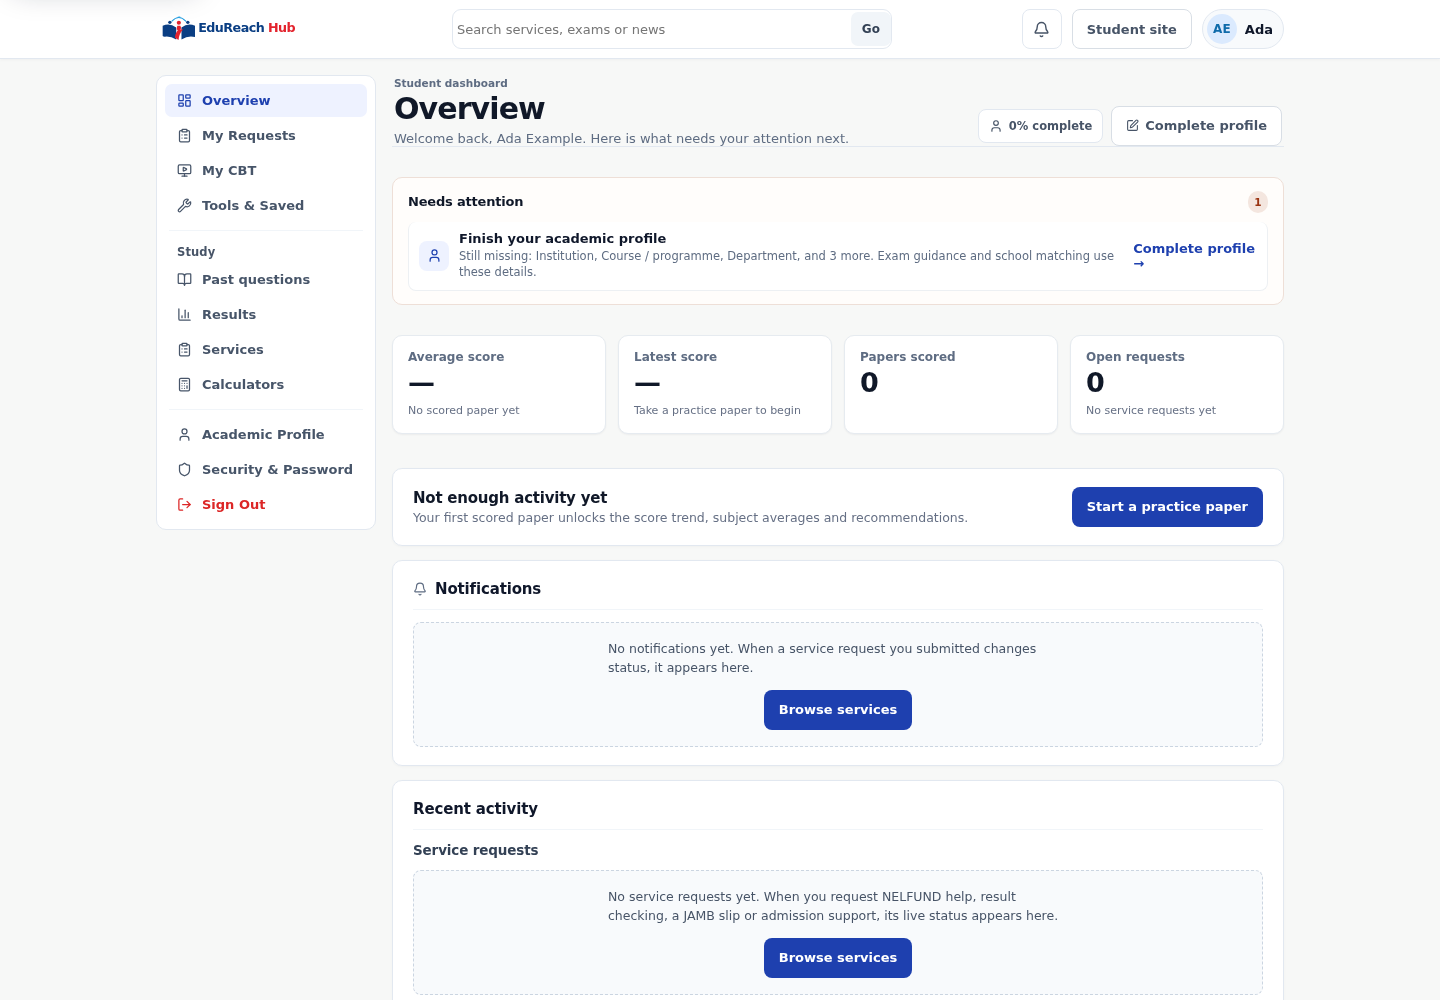 EduReach Hub
Search services, exams or news
Go
Student site
AE
Ada
Overview
My Requests
My CBT
Tools & Saved
Study
Past questions
Results
Services
Calculators
Academic Profile
Security & Password
Sign Out
Student dashboard
Overview
Welcome back, Ada Example. Here is what needs your attention next.
0% complete
Complete profile
Needs attention
1
Finish your academic profile
Still missing: Institution, Course / programme, Department, and 3 more. Exam guidance and school matching use
these details.
Complete profile
→
Average score
—
No scored paper yet
Latest score
—
Take a practice paper to begin
Papers scored
0
Open requests
0
No service requests yet
Not enough activity yet
Your first scored paper unlocks the score trend, subject averages and recommendations.
Start a practice paper
Notifications
No notifications yet. When a service request you submitted changes
status, it appears here.
Browse services
Recent activity
Service requests
No service requests yet. When you request NELFUND help, result
checking, a JAMB slip or admission support, its live status appears here.
Browse services